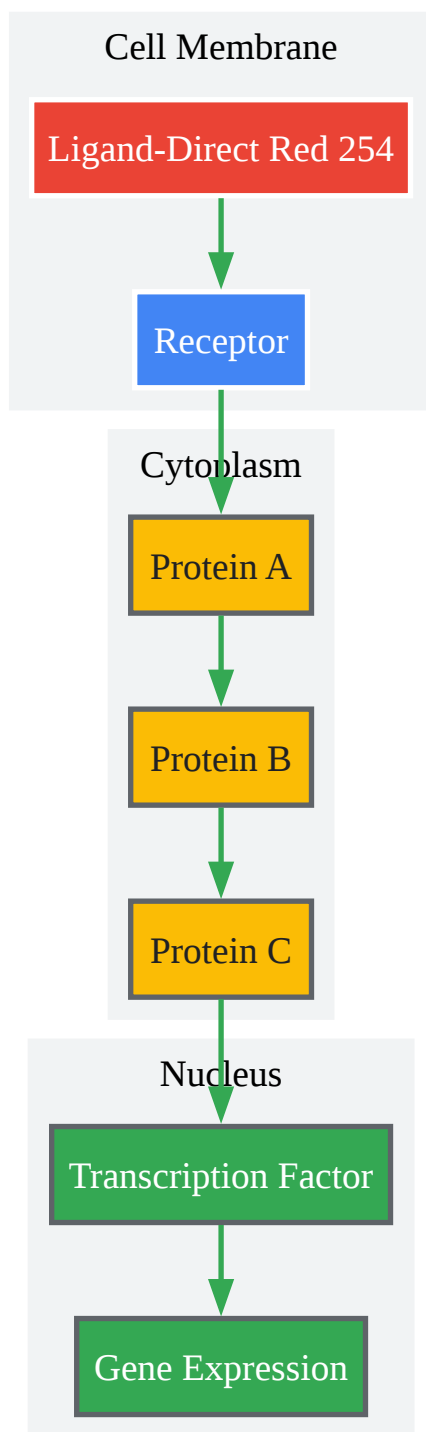 Cell Membrane
Ligand-Direct Red 254
Receptor
Cytoplasm
Protein A
Protein B
Protein C
Nucleus
Transcription Factor
Gene Expression